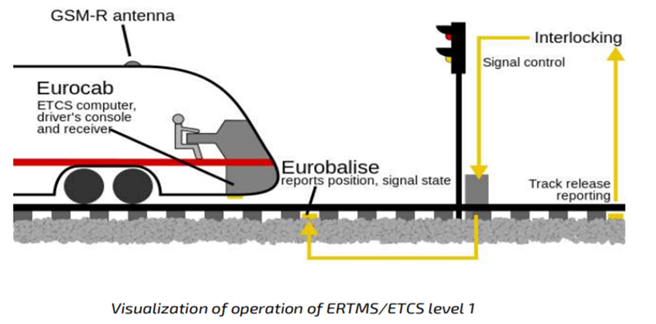 GSM-R antenna
Eurocab
ETCS computer,
driver's console
and receiver
Eurobalise
reports position, signal state
Interlocking
Signal control
Track release
reporting
Visualization of operation of ERTMS/ETCS level 1